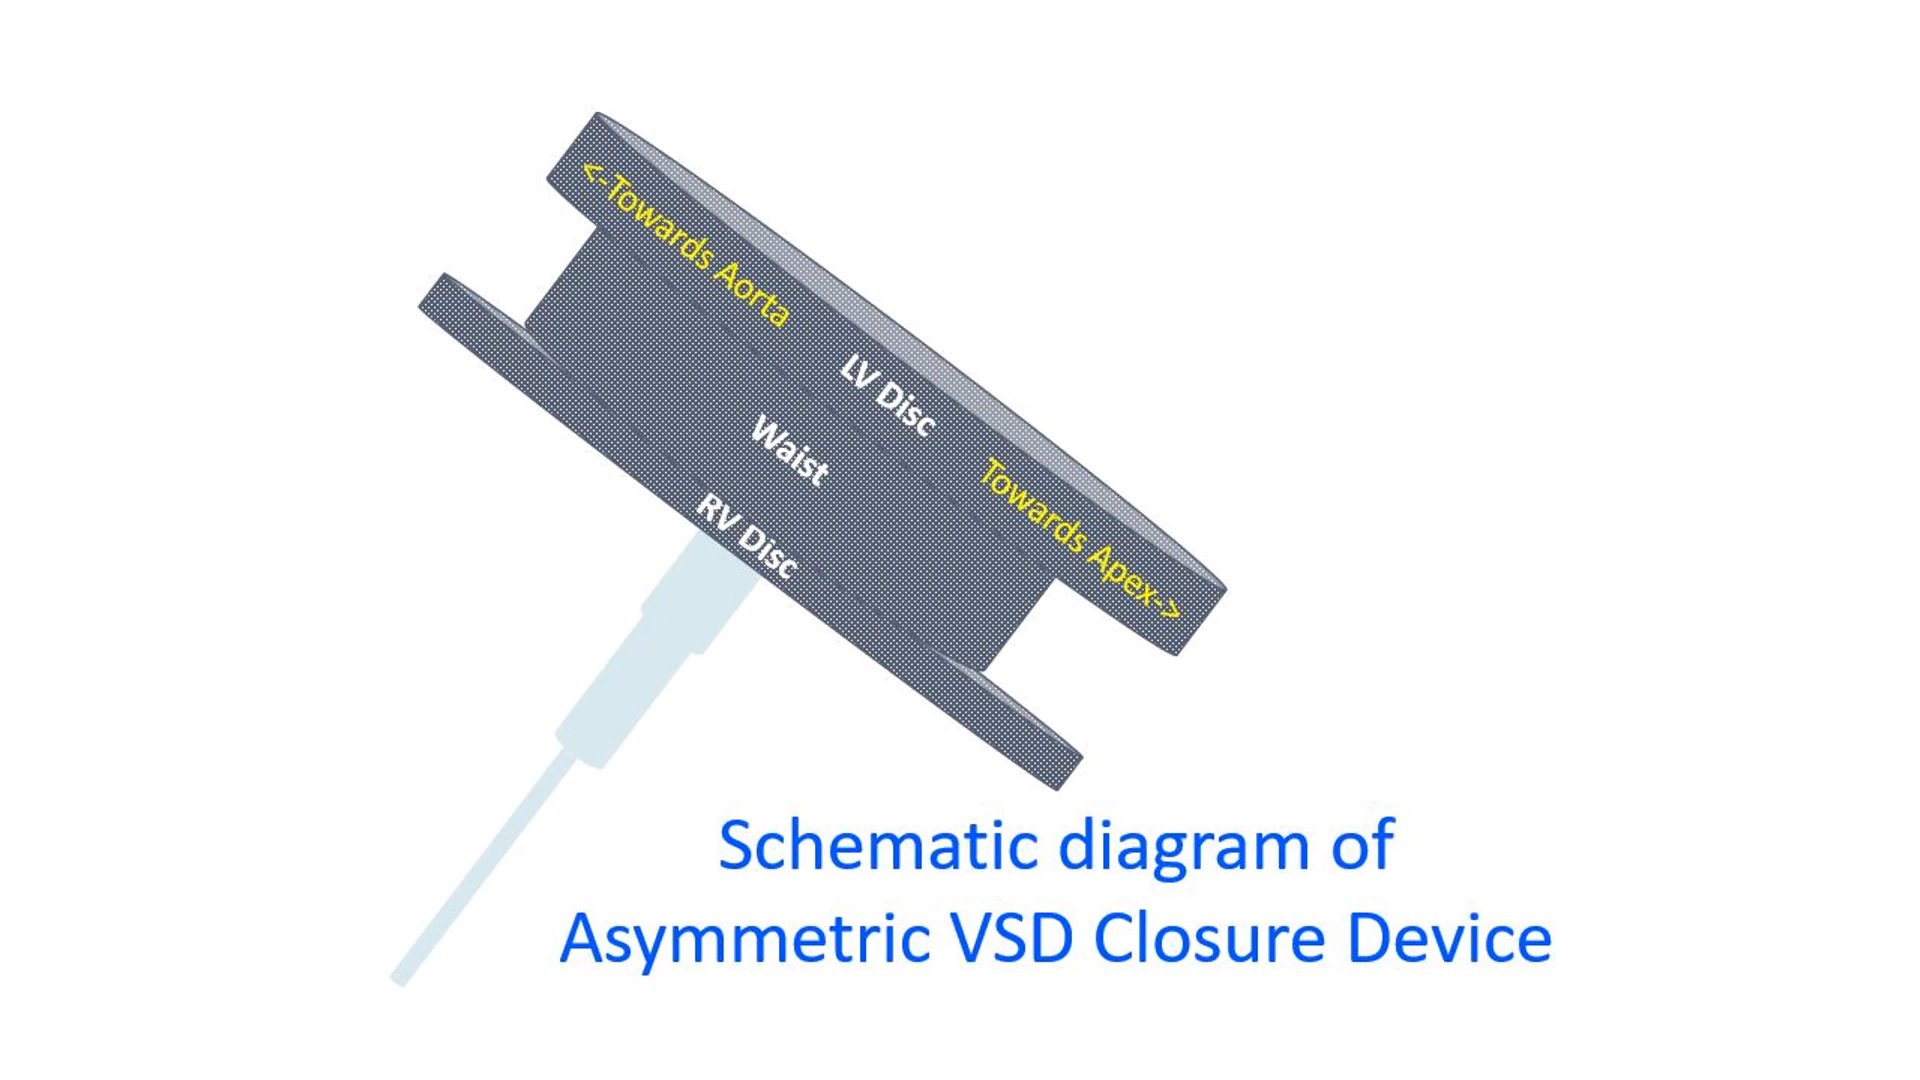 <-Towards Aorta
LV Disc
Waist
Towards Apex->
RV Disc
Schematic diagram of
Asymmetric VSD Closure Device